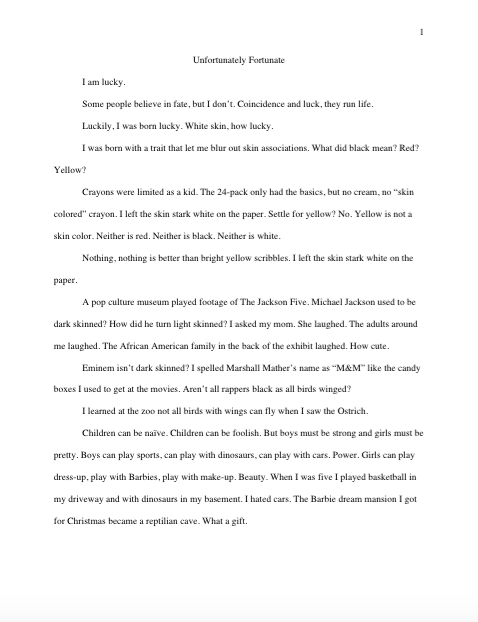 1
Unfortunately Fortunate
I am lucky.
Some people believe in fate, but I don't. Coincidence and luck, they run life.
Luckily, I was born lucky. White skin, how lucky.
I was born with a trait that let me blur out skin associations. What did black mean? Red?
Yellow?
Crayons were limited as a kid. The 24-pack only had the basics, but no cream, no “skin
colored” crayon. I left the skin stark white on the paper. Settle for yellow? No. Yellow is not a
skin color. Neither is red. Neither is black. Neither is white.
Nothing, nothing is better than bright yellow scribbles. I left the skin stark white on the
paper.
A pop culture museum played footage of The Jackson Five. Michael Jackson used to be
dark skinned? How did he turn light skinned? I asked my mom. She laughed. The adults around
me laughed. The African American family in the back of the exhibit laughed. How cute.
Eminem isn't dark skinned? I spelled Marshall Mather's name as “M&M” like the candy
boxes I used to get at the movies. Aren't all rappers black as all birds winged?
I learned at the zoo not all birds with wings can fly when I saw the Ostrich.
Children can be naïve. Children can be foolish. But boys must be strong and girls must be
pretty. Boys can play sports, can play with dinosaurs, can play with cars. Power. Girls can play
dress-up, play with Barbies, play with make-up. Beauty. When I was five I played basketball in
my driveway and with dinosaurs in my basement. I hated cars. The Barbie dream mansion I got
for Christmas became a reptilian cave. What a gift.